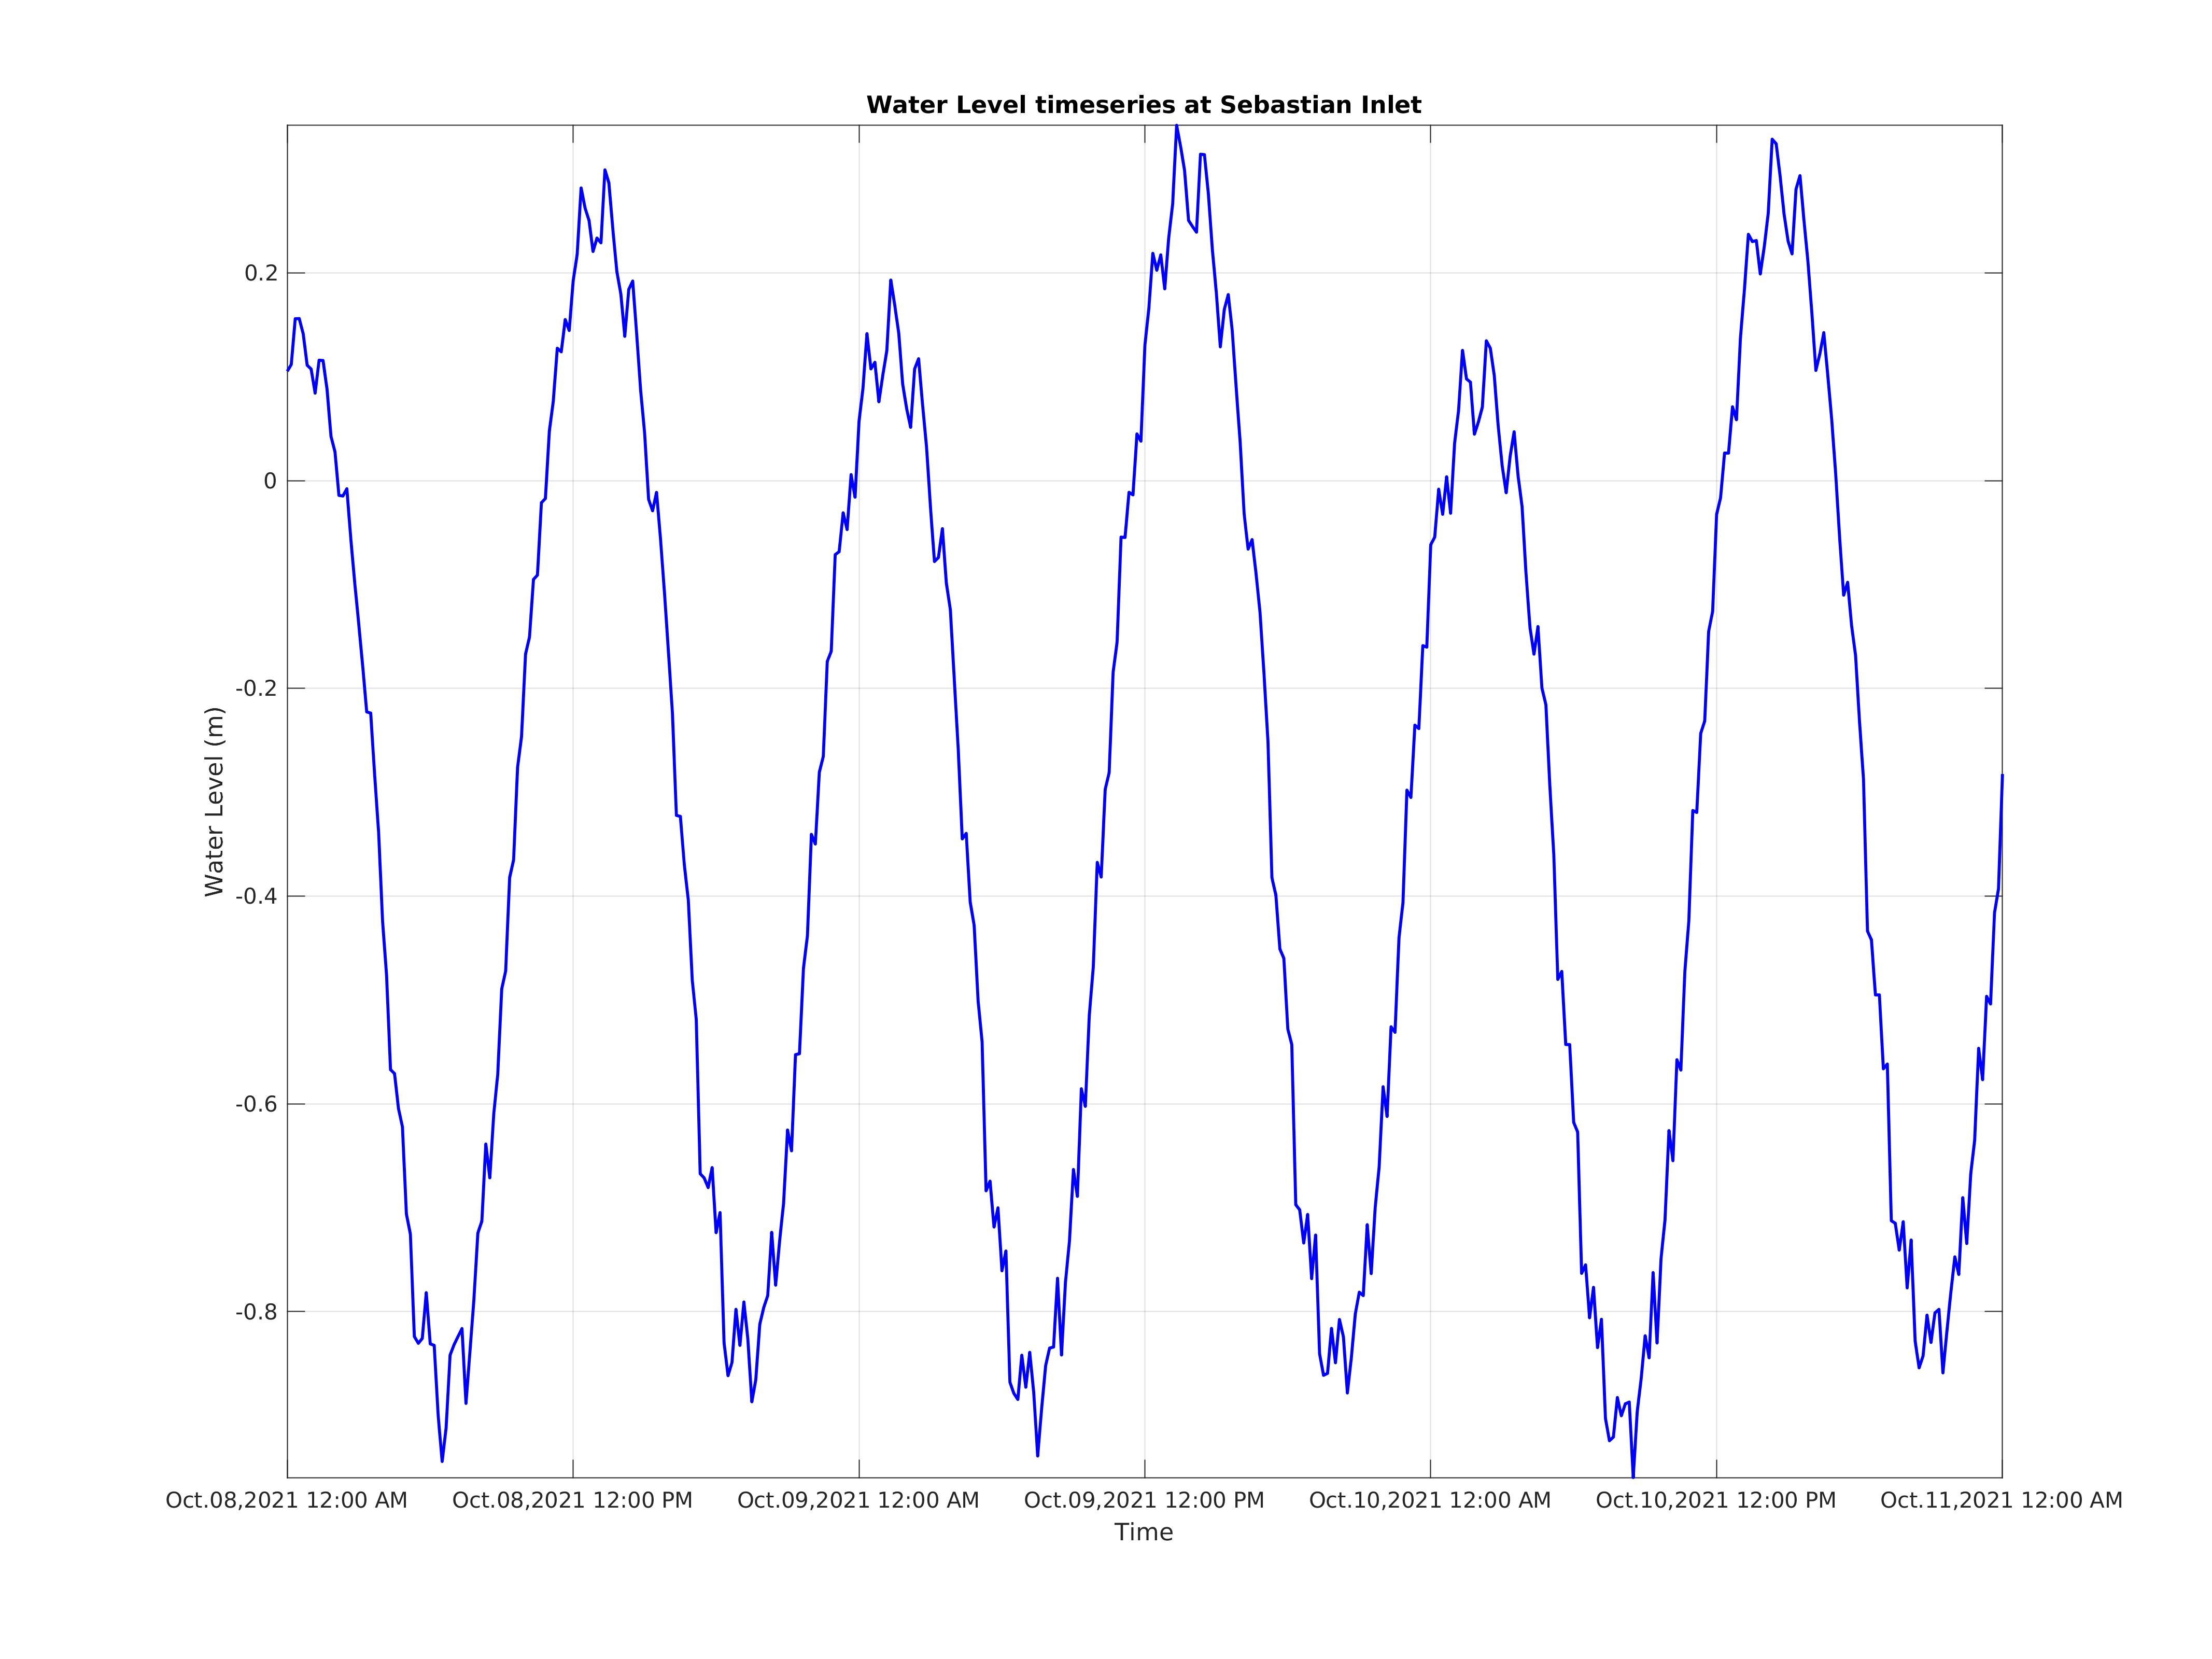 Water Level timeseries at Sebastian Inlet
0.2
0
-0.2
-0.4
-0.6
-0.8
Water Level (m)
Oct.08,2021 12:00 AM Oct.08,2021 12:00 PM Oct.09,2021 12:00 AM Oct.09,2021 12:00 PM Oct.10,2021 12:00 AM Oct.10,2021 12:00 PM Oct.11,2021 12:00 AM
Time